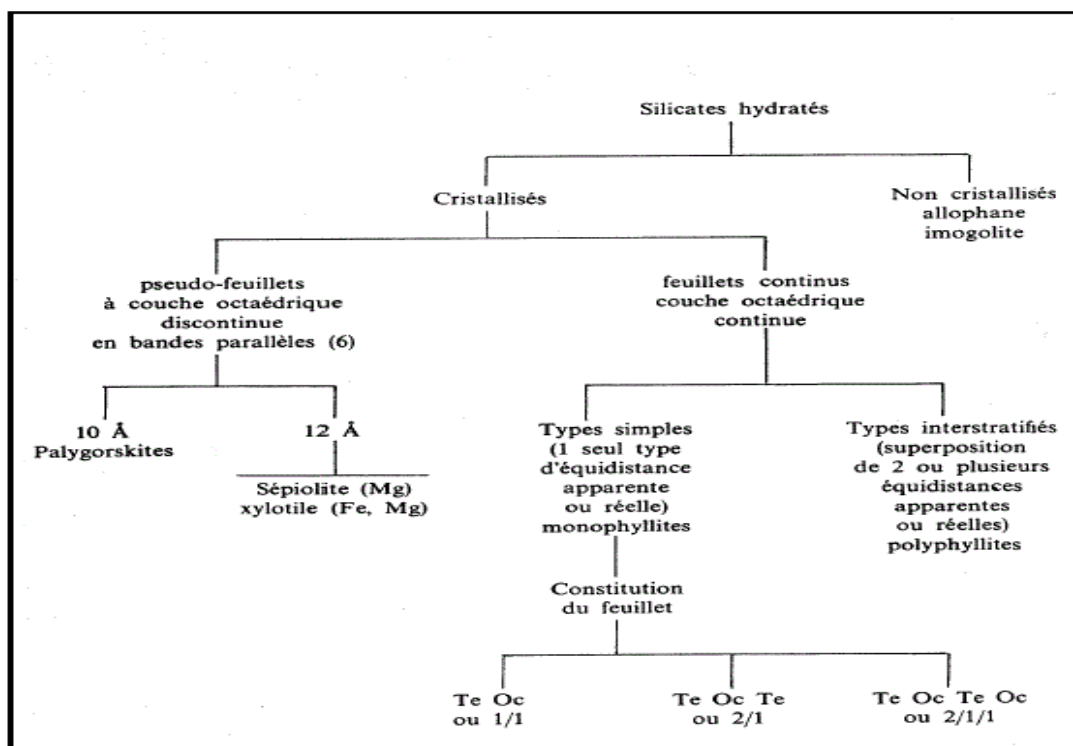 Silicates hydratés
Cristallisés
Non cristallisés
allophane
imogolite
pseudo-feuillets
à couche octaédrique
discontinue
en bandes parallèles (6)
feuillets continus
couche octaédrique
continue
10 Å
Palygorskites
12 Å
Sépiolite (Mg)
xylotile (Fe, Mg)
Types simples
(1 seul type
d'équidistance
apparente
ou réelle)
monophyllites
Types interstratifiés
(superposition
de 2 ou plusieurs
équidistances
apparentes
ou réelles)
polyphyllites
Constitution
du feuillet
Te Oc
ou 1/1
Te Oc Te
ou 2/1
Te Oc Te Oc
ou 2/1/1